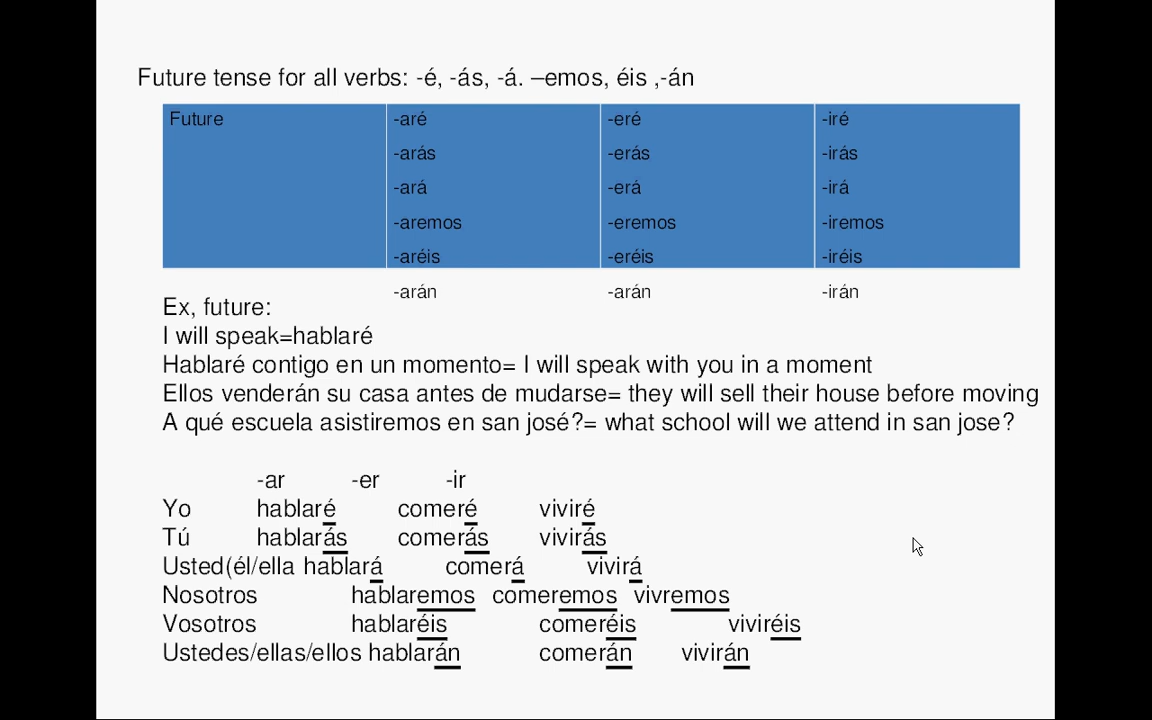 Future tense for all verbs: -é, -ás, -á. –emos, éis ,-án
Future -aré -eré -iré
-arás -erás -irás
-ará -erá -irá
-aremos -eremos -iremos
-aréis -eréis -iréis
-arán -arán -irán
Ex, future:
I will speak=hablaré
Hablaré contigo en un momento= I will speak with you in a moment
Ellos venderán su casa antes de mudarse= they will sell their house before moving
A qué escuela asistiremos en san josé?= what school will we attend in san jose?
-ar -er -ir
Yo hablaré comeré viviré
Tú hablarás comerás vivirás
Usted(él/ella hablará comerá vivirá
Nosotros hablaremos comeremos vivremos
Vosotros hablaréis comeréis viviréis
Ustedes/ellas/ellos hablarán comerán vivirán